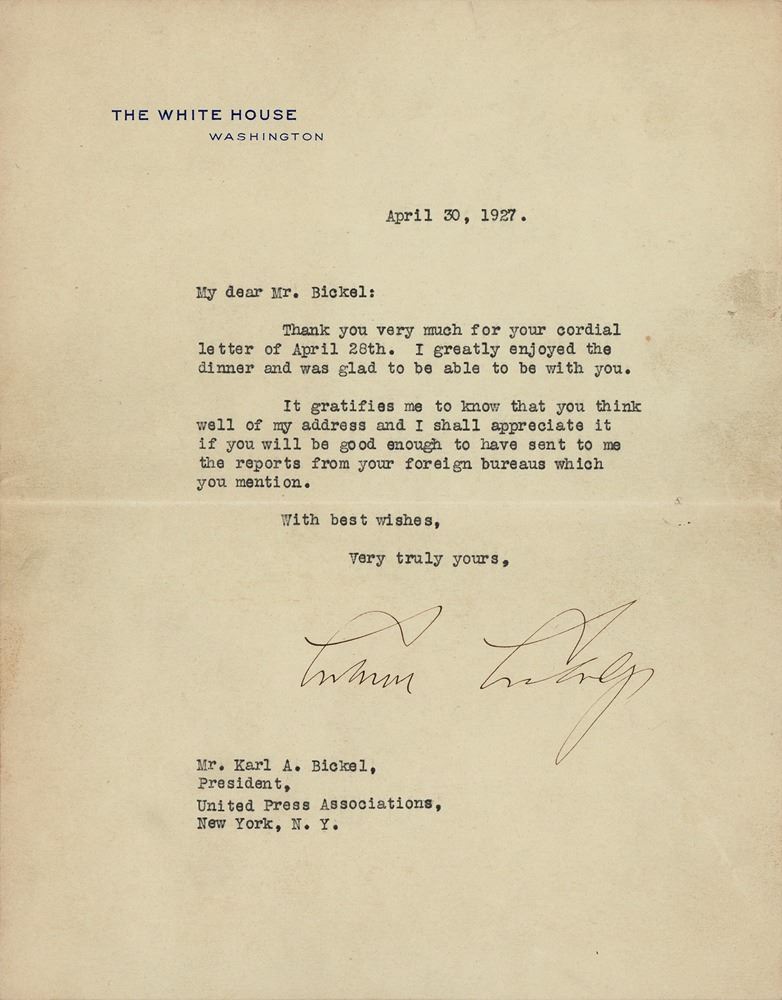 THE WHITE HOUSE
WASHINGTON
April 30, 1927.
My dear Mr. Bickel:
Thank you very much for your cordial
letter of April 28th. I greatly enjoyed the
dinner and was glad to be able to be with you.
It gratifies me to know that you think
well of my address and I shall appreciate it
if you will be good enough to have sent to me
the reports from your foreign bureaus which
you mention.
With best wishes,
Very truly yours,
Calvin Coolidge
Mr. Karl A. Bickel,
President,
United Press Associations,
New York, N. Y.